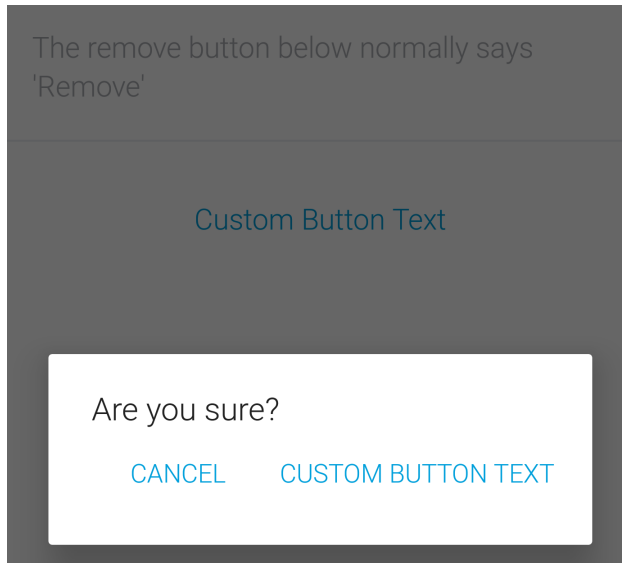 The remove button below normally says
'Remove'
Custom Button Text
Are you sure?
CANCEL CUSTOM BUTTON TEXT